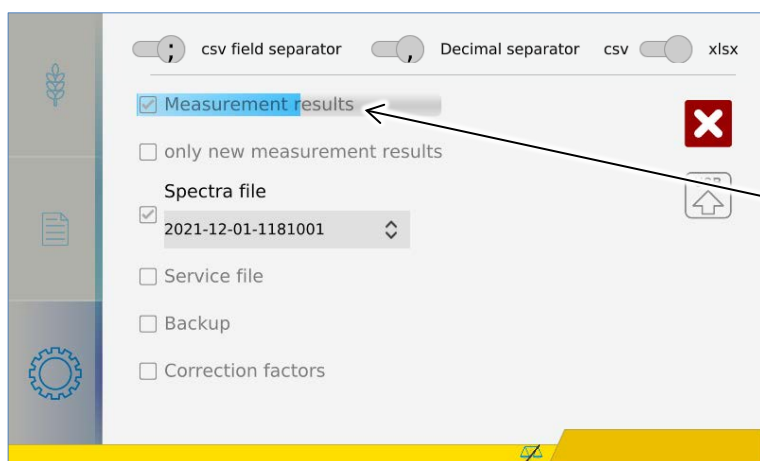 ; csv field separator , Decimal separator csv xlsx
Measurement results
only new measurement results
Spectra file
2021-12-01-1181001
Service file
Backup
Correction factors